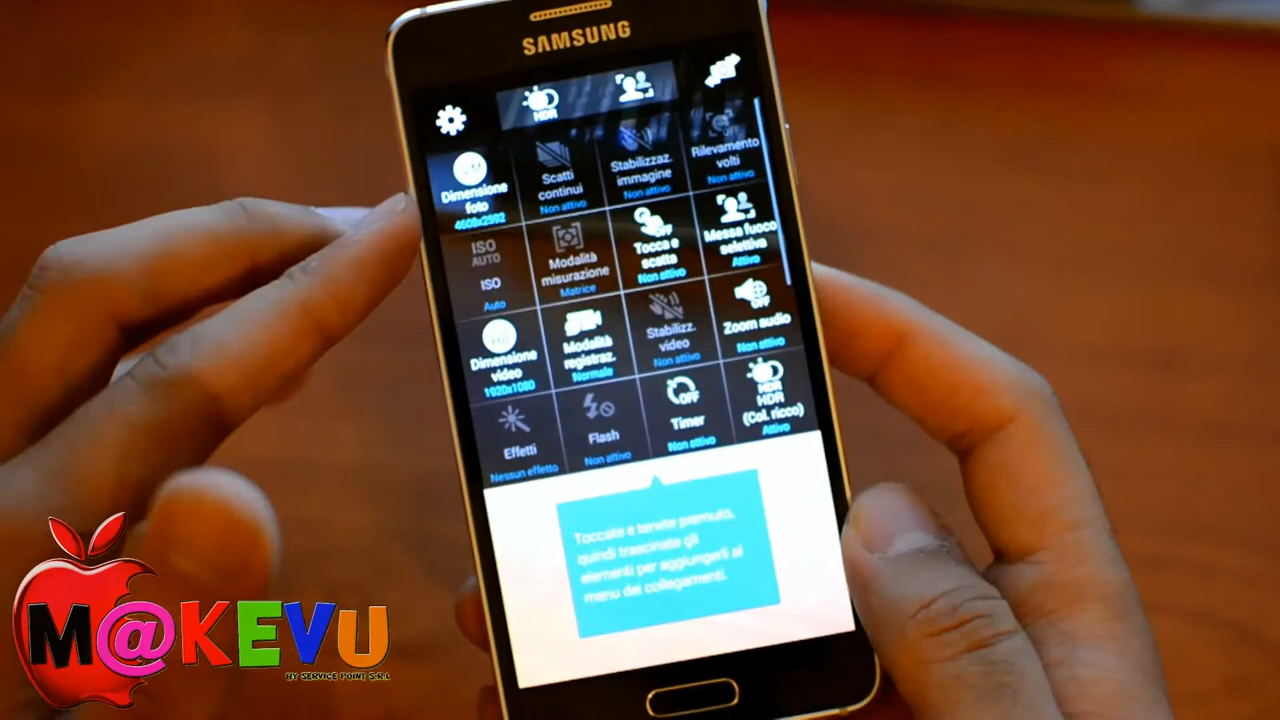 SAMSUNG
HDR
Dimensione
foto
4608x2592
Scatti
continui
Non attivo
Stabilizzaz.
immagine
Non attivo
Rilevamento
volti
Non attivo
ISO
AUTO
ISO
Auto
Modalità
misurazione
Matrice
OFF
Tocca e
scatta
Non attivo
Messa fuoco
selettiva
Attivo
Dimensione
video
1920x1080
Modalità
registraz.
Normale
Stabilizz.
video
Non attivo
OFF
Zoom audio
Non attivo
Effetti
Nessun effetto
Flash
Non attivo
OFF
Timer
Non attivo
HDR
HDR
(Col. ricco)
Attivo
Toccate e tenete premuto,
quindi trascinate gli
elementi per aggiungerli al
menu dei collegamenti.
M@KEVU
BY SERVICE POINT S.R.L